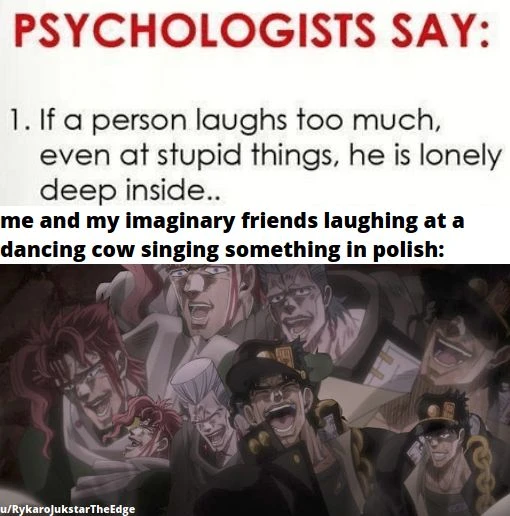 PSYCHOLOGISTS SAY:
1. If a person laughs too much,
even at stupid things, he is lonely
deep inside..
me and my imaginary friends laughing at a
dancing cow singing something in polish:
u/RykarojukstarTheEdge